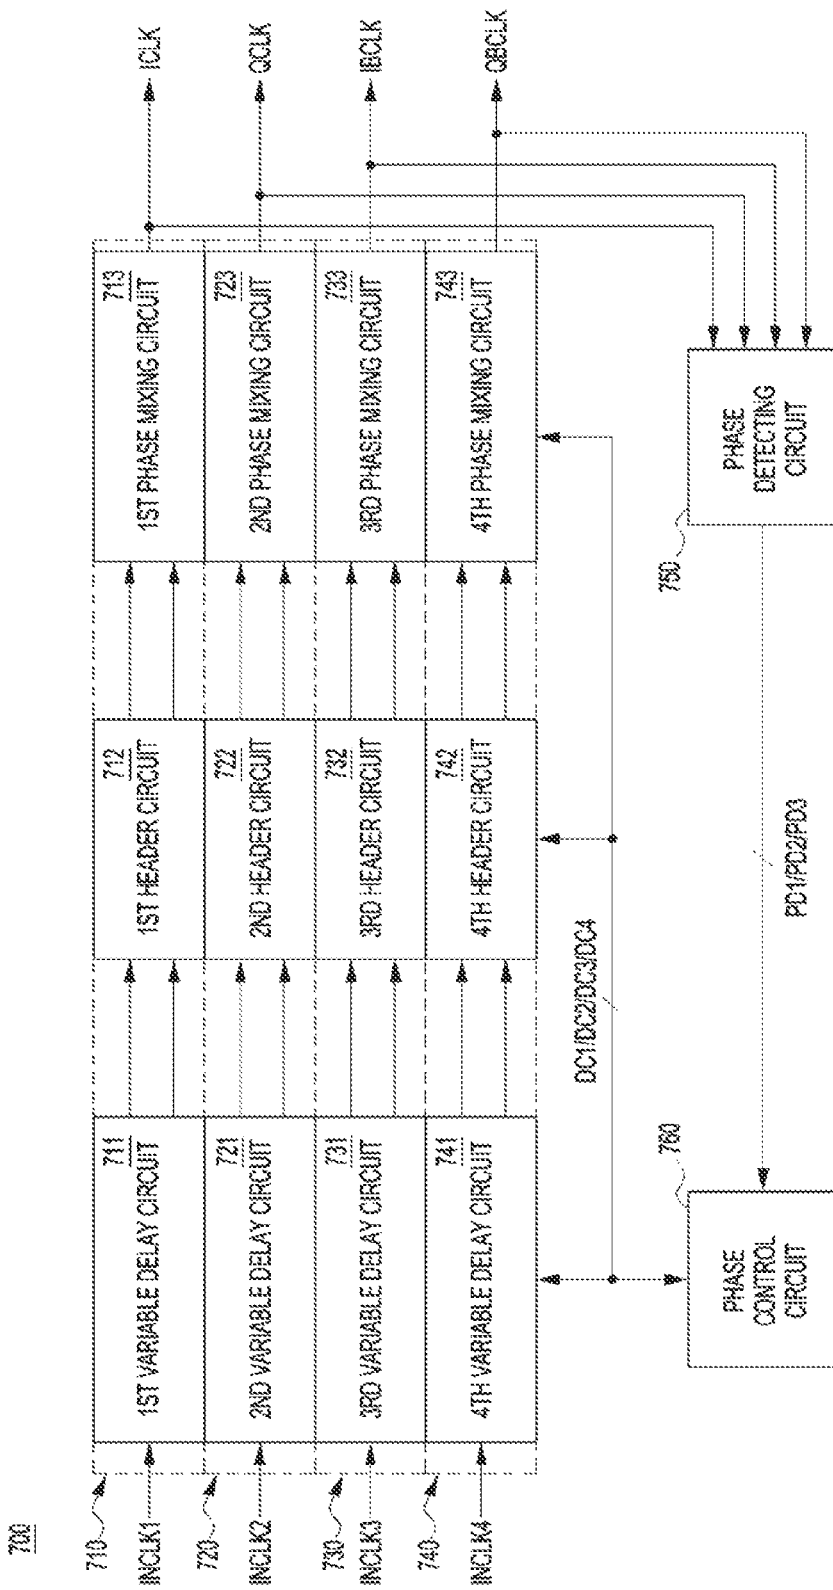 700
710
INCLK1
1ST VARIABLE DELAY CIRCUIT
711
1ST HEADER CIRCUIT
712
1ST PHASE MIXING CIRCUIT
713
ICLK
720
INCLK2
2ND VARIABLE DELAY CIRCUIT
721
2ND HEADER CIRCUIT
722
2ND PHASE MIXING CIRCUIT
723
QCLK
730
INCLK3
3RD VARIABLE DELAY CIRCUIT
731
3RD HEADER CIRCUIT
732
3RD PHASE MIXING CIRCUIT
733
IBCLK
740
INCLK4
4TH VARIABLE DELAY CIRCUIT
741
4TH HEADER CIRCUIT
742
4TH PHASE MIXING CIRCUIT
743
QBCLK
DC1/DC2/DC3/DC4
760
PHASE
CONTROL
CIRCUIT
PD1/PD2/PD3
750
PHASE
DETECTING
CIRCUIT